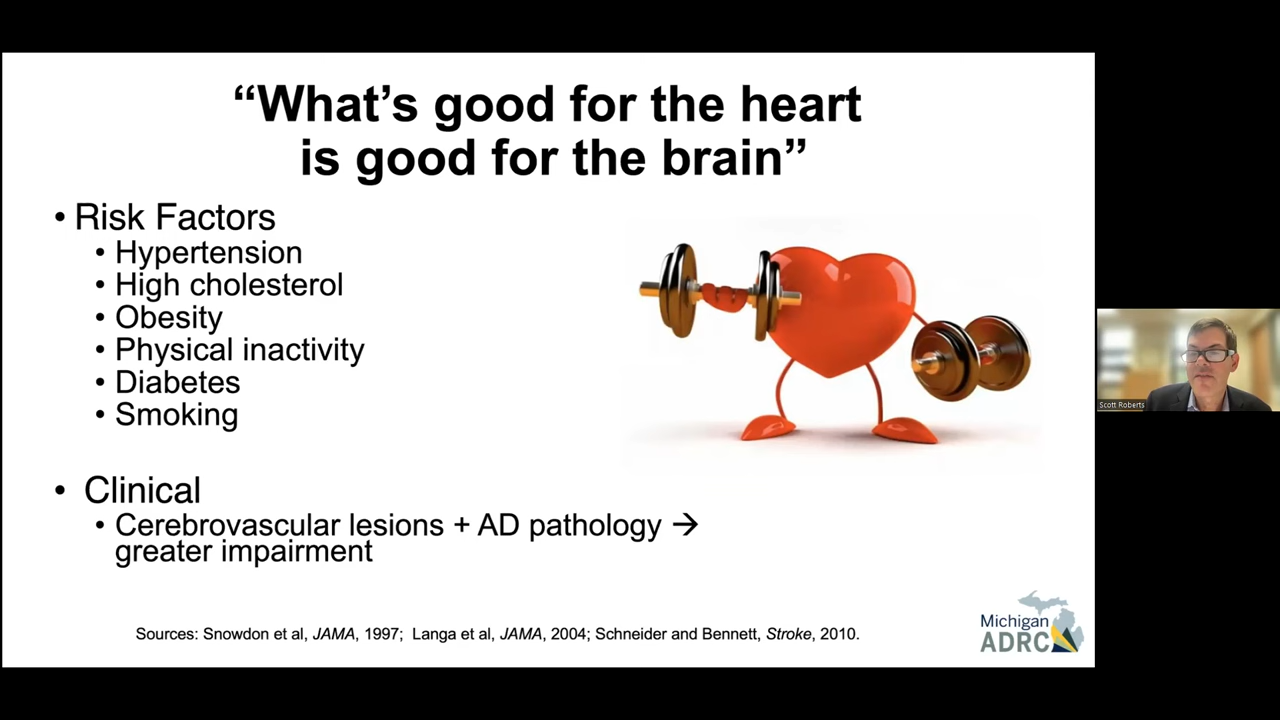 “What’s good for the heart
is good for the brain”
• Risk Factors
• Hypertension
• High cholesterol
• Obesity
• Physical inactivity
• Diabetes
• Smoking
• Clinical
• Cerebrovascular lesions + AD pathology →
greater impairment
Sources: Snowdon et al, JAMA, 1997; Langa et al, JAMA, 2004; Schneider and Bennett, Stroke, 2010.
Michigan
ADRC
Scott Roberts